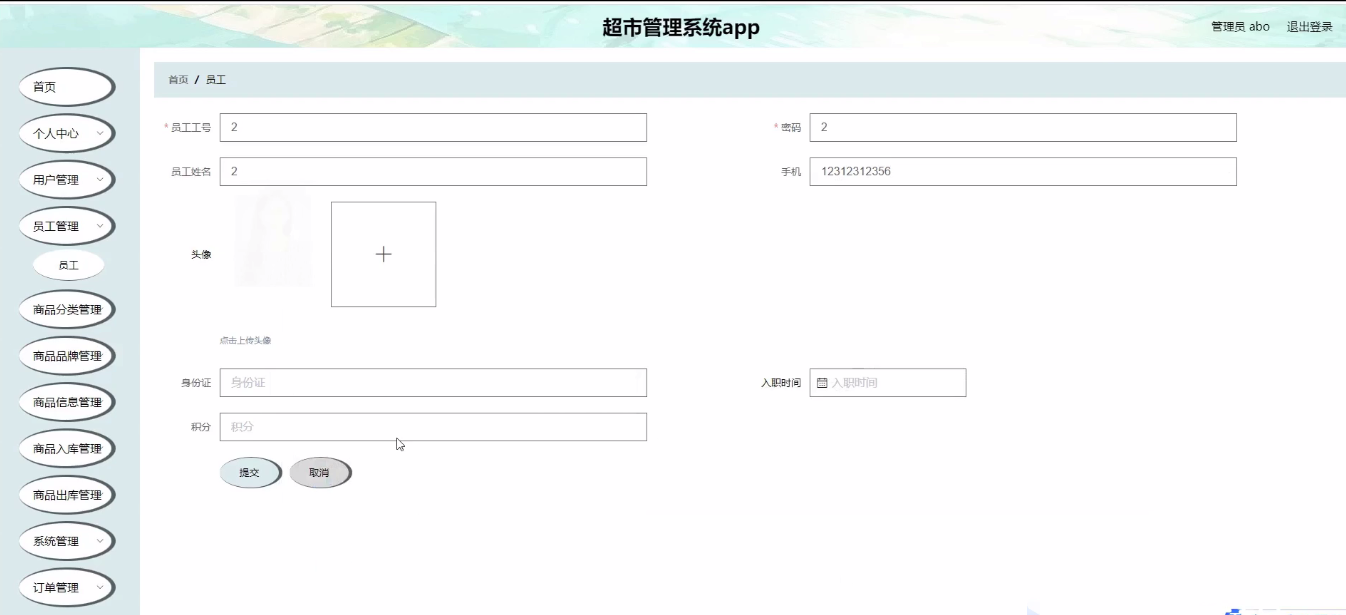 超市管理系统app
管理员 abo 退出登录
首页
个人中心
用户管理
员工管理
员工
商品分类管理
商品品牌管理
商品信息管理
商品入库管理
商品出库管理
系统管理
订单管理
首页 / 员工
* 员工工号 2
* 密码 2
员工姓名 2
手机 12312312356
头像
点击上传头像
身份证 身份证
入职时间 入职时间
积分 积分
提交 取消